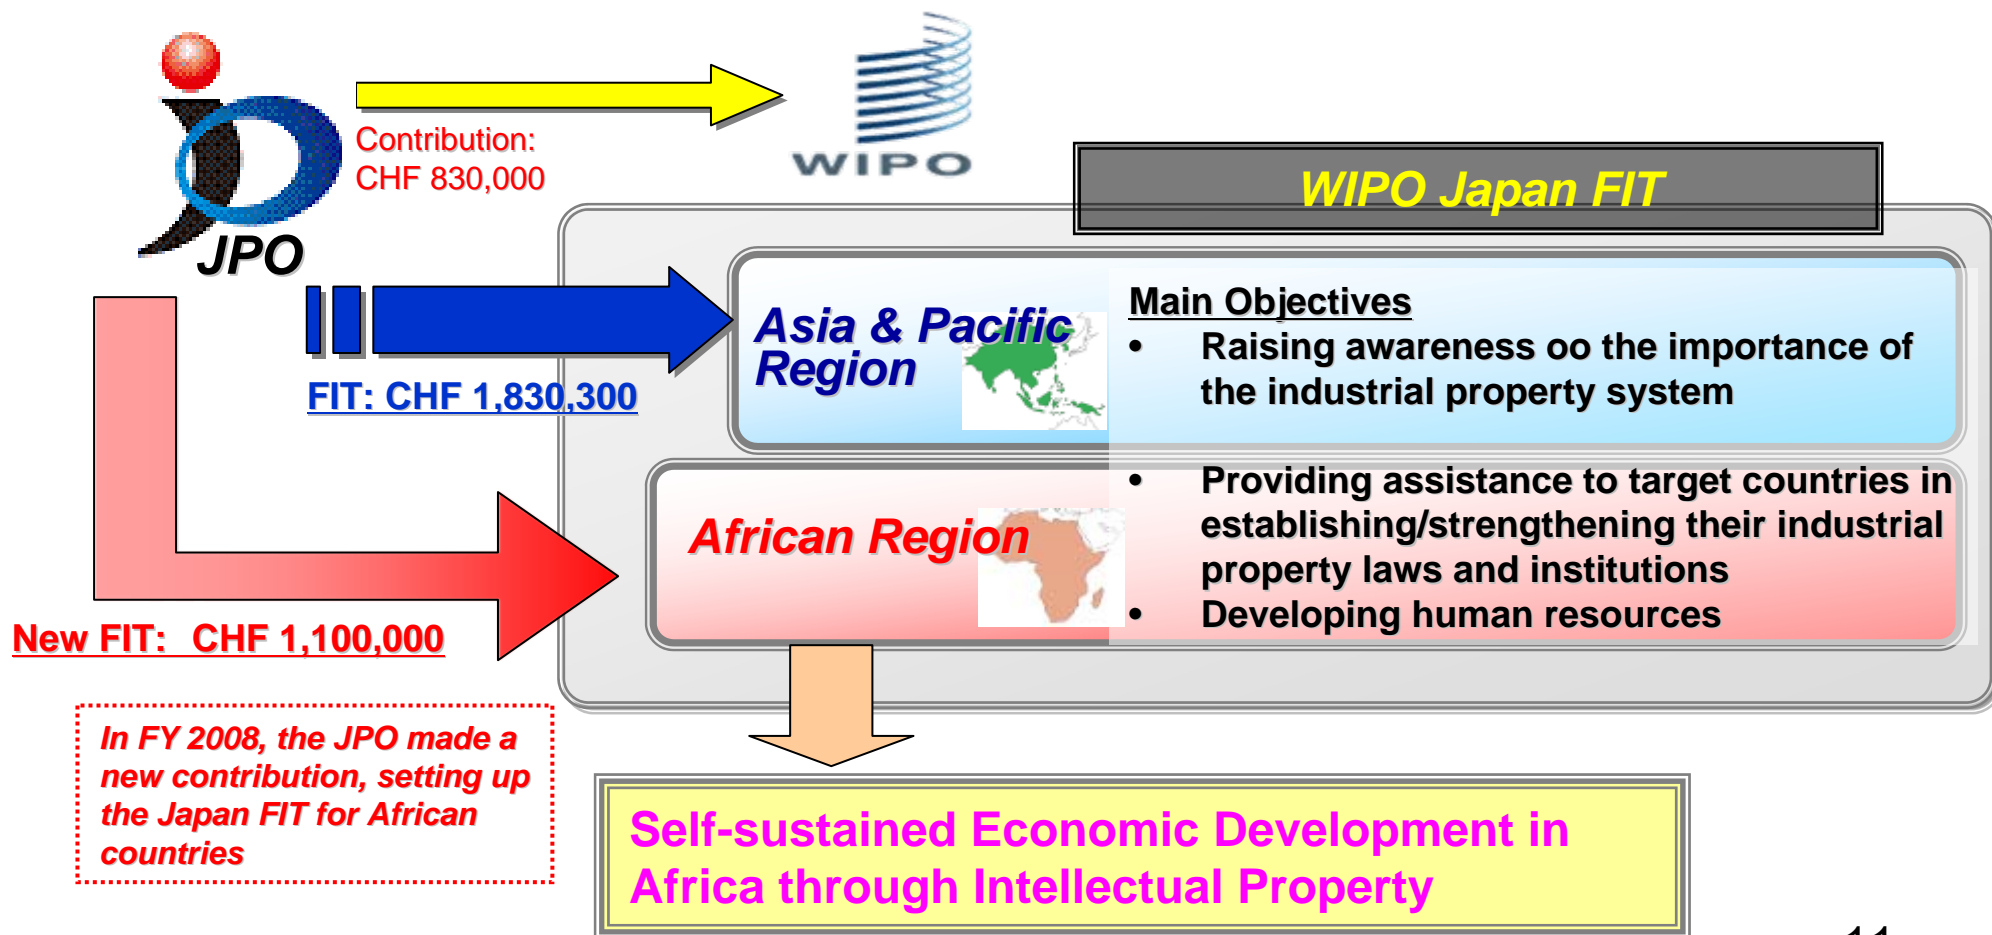 JPO
Contribution:
CHF 830,000
WIPO
WIPO Japan FIT
FIT: CHF 1,830,300
Asia & Pacific
Region
Main Objectives
• Raising awareness oo the importance of
the industrial property system
• Providing assistance to target countries in
establishing/strengthening their industrial
property laws and institutions
• Developing human resources
African Region
New FIT: CHF 1,100,000
In FY 2008, the JPO made a
new contribution, setting up
the Japan FIT for African
countries
Self-sustained Economic Development in
Africa through Intellectual Property
11